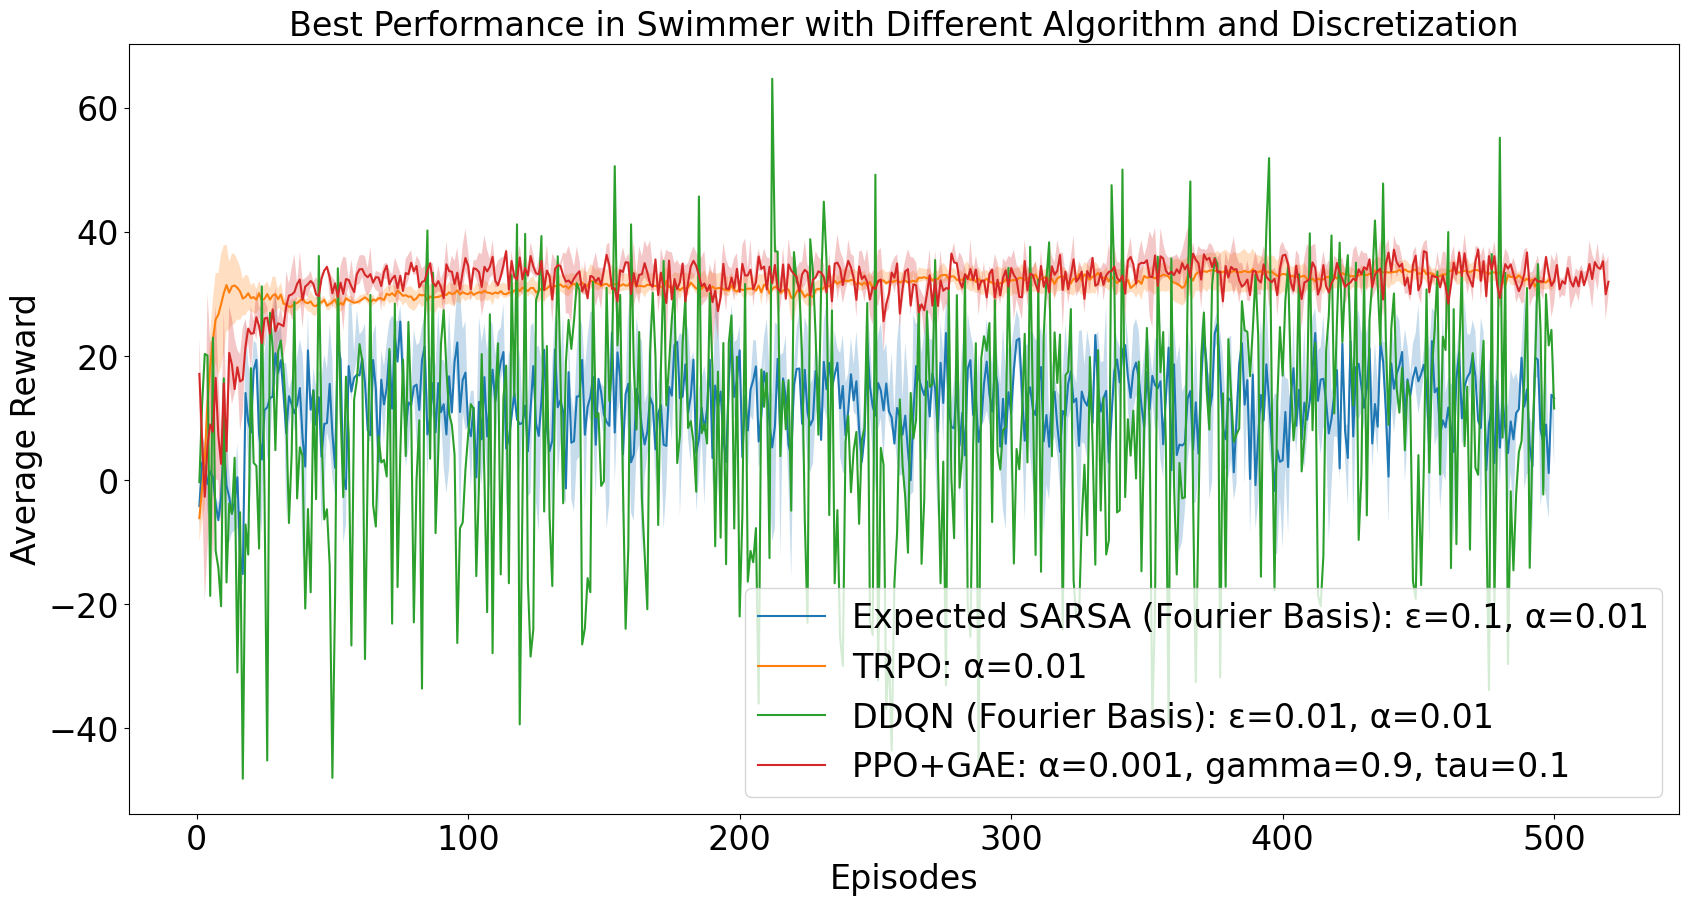 Best Performance in Swimmer with Different Algorithm and Discretization
Average Reward
60
40
20
0
−20
−40
Expected SARSA (Fourier Basis): ε=0.1, α=0.01
TRPO: α=0.01
DDQN (Fourier Basis): ε=0.01, α=0.01
PPO+GAE: α=0.001, gamma=0.9, tau=0.1
0 100 200 300 400 500
Episodes